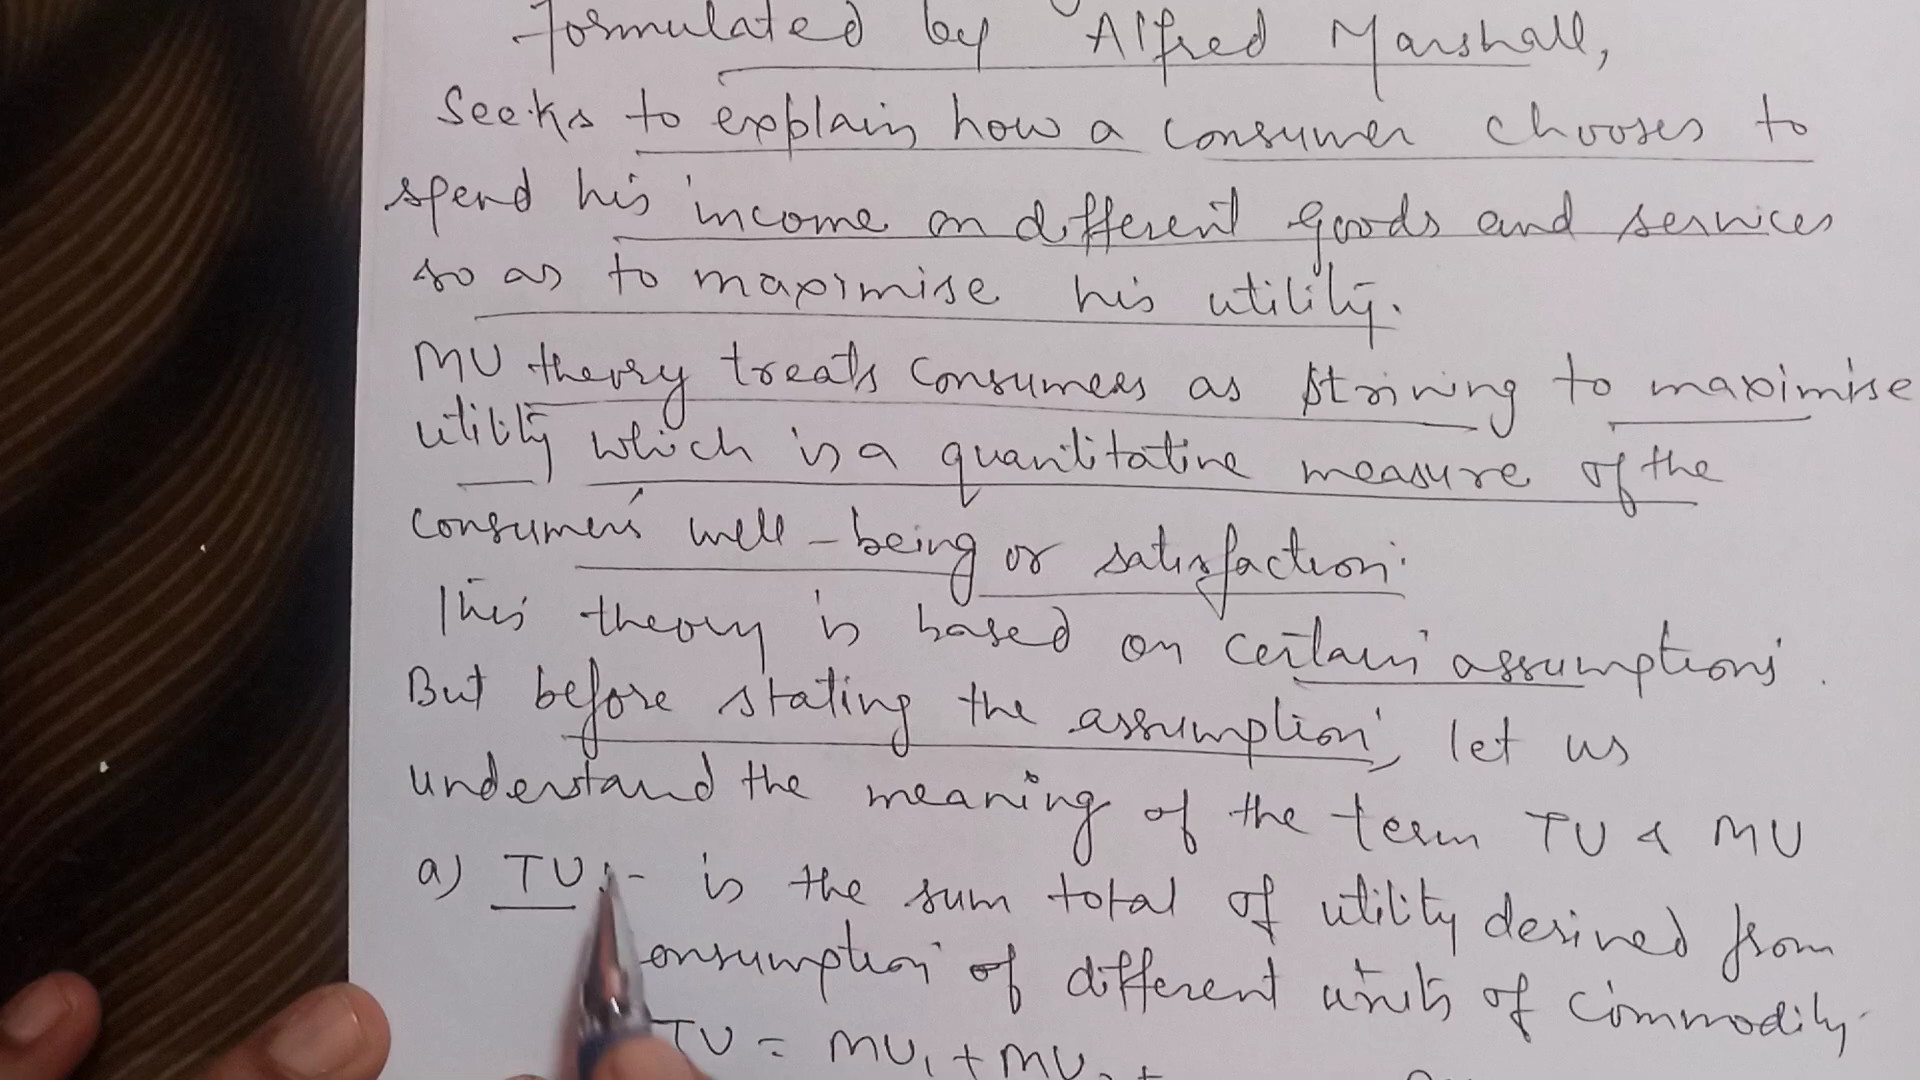 formulated by Alfred Marshall,
seeks to explain how a consumer chooses to
spend his income on different goods and services
so as to maximise his utility.
MU theory treats consumers as striving to maximise
utility which is a quantitative measure of the
consumers' well-being or satisfaction.
This theory is based on certain assumptions.
But before stating the assumption, let us
understand the meaning of the term TU & MU
a) TU:- is the sum total of utility derived from
onsumption of different units of commodity.
TU = MU1 + MU2 +